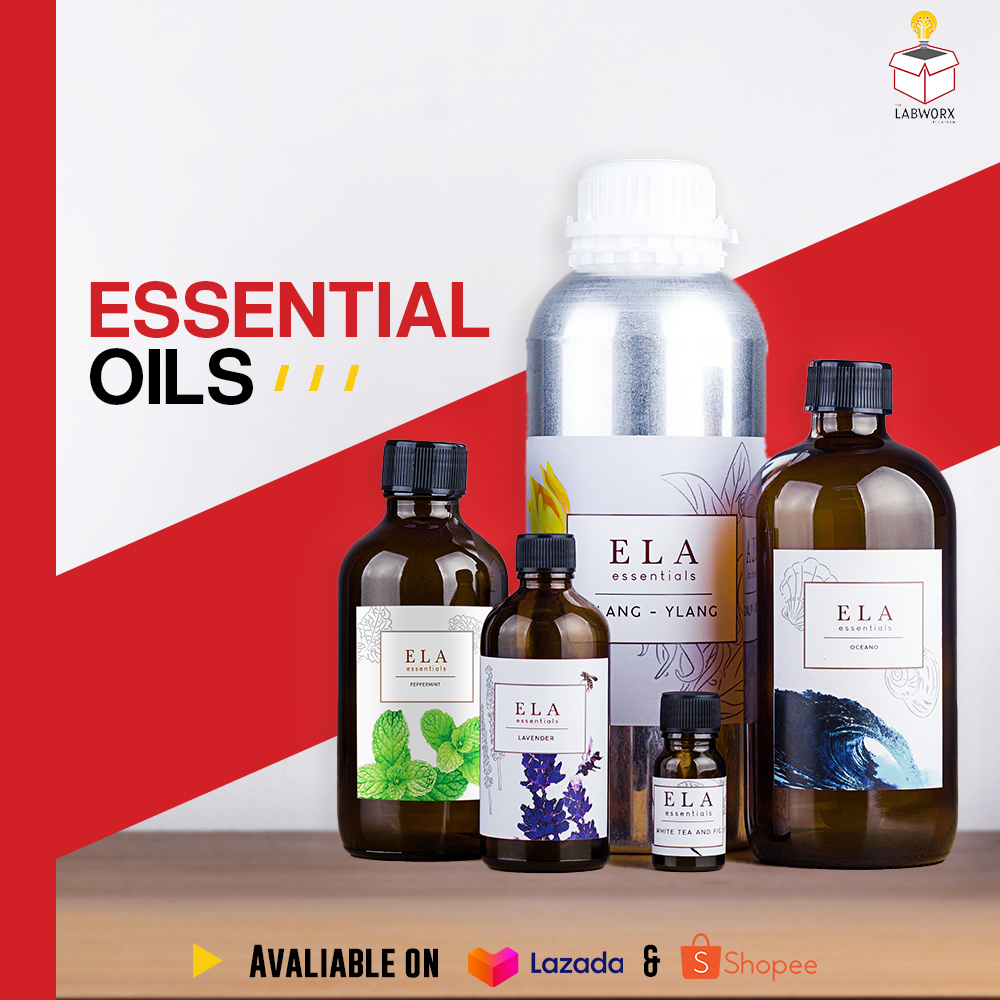 LABWORX
ESSENTIAL
OILS
ELA
essentials
LANG - YLANG
ELA
essentials
OCEANO
ELA
essentials
PEPPERMINT
ELA
essentials
LAVENDER
ELA
essentials
WHITE TEA AND FIG
AVALIABLE ON Lazada & Shopee